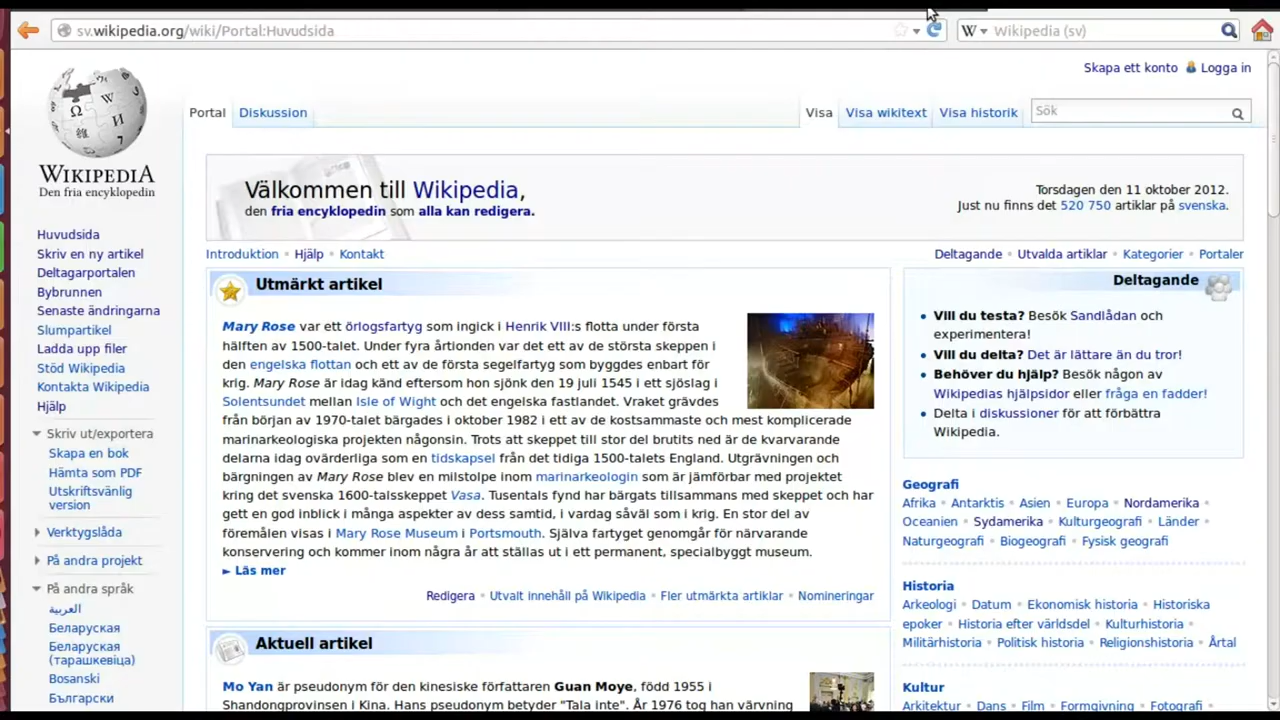 sv.wikipedia.org/wiki/Portal:Huvudsida
Wikipedia (sv)
Skapa ett konto Logga in
Portal Diskussion
Visa Visa wikitext Visa historik Sök
WIKIPEDIA
Den fria encyklopedin
Huvudsida
Skriv en ny artikel
Deltagarportalen
Bybrunnen
Senaste ändringarna
Slumpartikel
Ladda upp filer
Stöd Wikipedia
Kontakta Wikipedia
Hjälp
Skriv ut/exportera
Skapa en bok
Hämta som PDF
Utskriftsvänlig
version
Verktygslåda
På andra projekt
På andra språk
العربية
Беларуская
Беларуская
(тарашкевіца)
Bosanski
Български
Välkommen till Wikipedia,
den fria encyklopedin som alla kan redigera.
Torsdagen den 11 oktober 2012.
Just nu finns det 520 750 artiklar på svenska.
Introduktion • Hjälp • Kontakt
Deltagande • Utvalda artiklar • Kategorier • Portaler
Utmärkt artikel
Mary Rose var ett örlogsfartyg som ingick i Henrik VIII:s flotta under första
hälften av 1500-talet. Under fyra årtionden var det ett av de största skeppen i
den engelska flottan och ett av de första segelfartyg som byggdes enbart för
krig. Mary Rose är idag känd eftersom hon sjönk den 19 juli 1545 i ett sjöslag i
Solentsundet mellan Isle of Wight och det engelska fastlandet. Vraket grävdes
från början av 1970-talet bärgades i oktober 1982 i ett av de kostsammaste och mest komplicerade
marinarkeologiska projekten någonsin. Trots att skeppet till stor del brutits ned är de kvarvarande
delarna idag ovärderliga som en tidskapsel från det tidiga 1500-talets England. Utgrävningen och
bärgningen av Mary Rose blev en milstolpe inom marinarkeologin som är jämförbar med projektet
kring det svenska 1600-talsskeppet Vasa. Tusentals fynd har bärgats tillsammans med skeppet och har
gett en god inblick i många aspekter av dess samtid, i vardag såväl som i krig. En stor del av
föremålen visas i Mary Rose Museum i Portsmouth. Själva fartyget genomgår för närvarande
konservering och kommer inom några år att ställas ut i ett permanent, specialbyggt museum.
► Läs mer
Redigera • Utvalt innehåll på Wikipedia • Fler utmärkta artiklar • Nomineringar
Aktuell artikel
Mo Yan är pseudonym för den kinesiske författaren Guan Moye, född 1955 i
Shandongprovinsen i Kina. Hans pseudonym betyder "Tala inte". År 1976 tog han värvning
Deltagande
• Vill du testa? Besök Sandlådan och
experimentera!
• Vill du delta? Det är lättare än du tror!
• Behöver du hjälp? Besök någon av
Wikipedias hjälpsidor eller fråga en fadder!
• Delta i diskussioner för att förbättra
Wikipedia.
Geografi
Afrika • Antarktis • Asien • Europa • Nordamerika •
Oceanien • Sydamerika • Kulturgeografi • Länder •
Naturgeografi • Biogeografi • Fysisk geografi
Historia
Arkeologi • Datum • Ekonomisk historia • Historiska
epoker • Historia efter världsdel • Kulturhistoria •
Militärhistoria • Politisk historia • Religionshistoria • Årtal
Kultur
Arkitektur • Dans • Film • Formgivning • Fotografi •